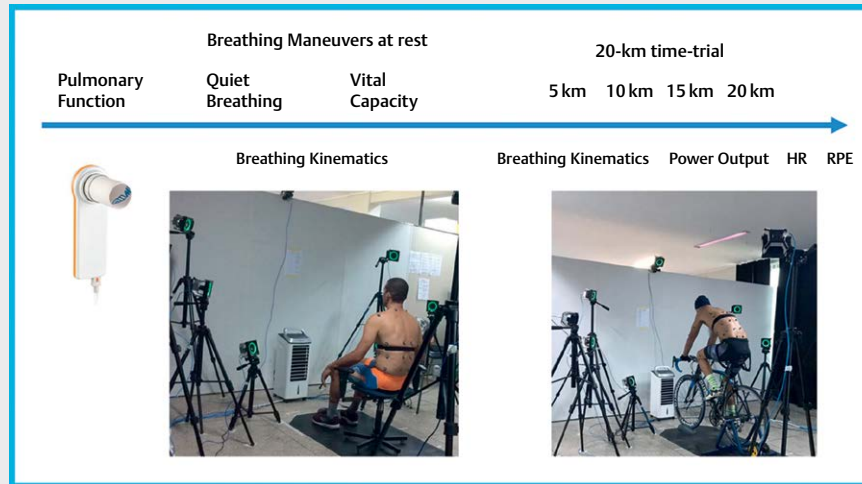 Breathing Maneuvers at rest
20-km time-trial
Pulmonary
Function
Quiet
Breathing
Vital
Capacity
5 km 10 km 15 km 20 km
Breathing Kinematics
Breathing Kinematics Power Output HR RPE